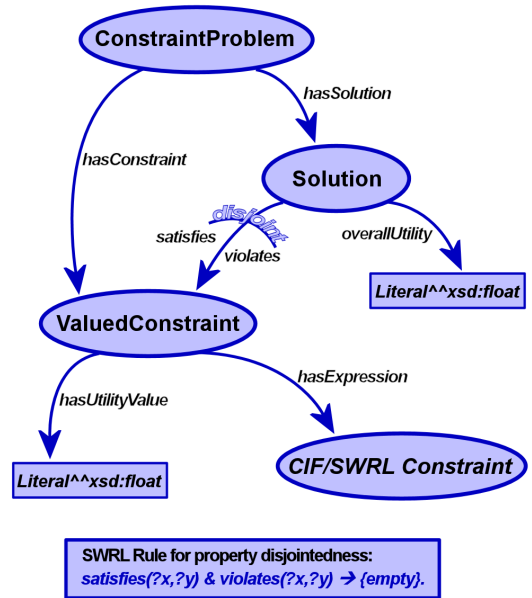 ConstraintProblem
hasSolution
hasConstraint
Solution
disjoint
satisfies
overallUtility
violates
Literal^^xsd:float
ValuedConstraint
hasExpression
hasUtilityValue
CIF/SWRL Constraint
Literal^^xsd:float
SWRL Rule for property disjointedness:
satisfies(?x,?y) & violates(?x,?y) → {empty}.